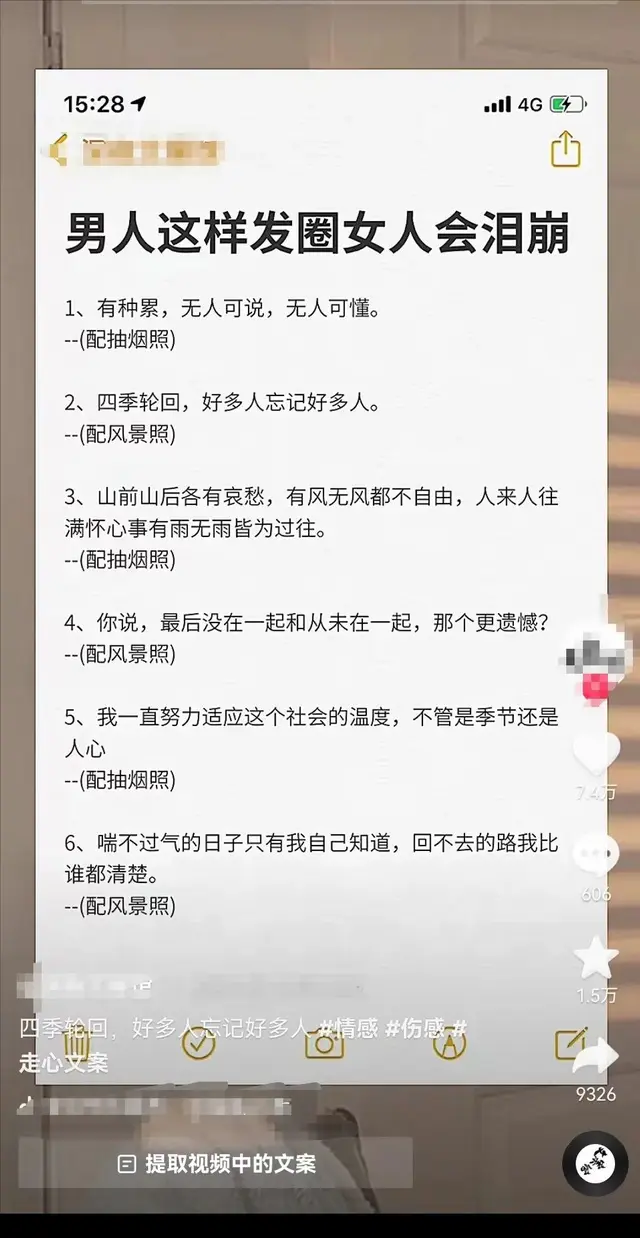 15:28
4G
男人这样发圈女人会泪崩
1、有种累，无人可说，无人可懂。
--(配抽烟照)
2、四季轮回，好多人忘记好多人。
--(配风景照)
3、山前山后各有哀愁，有风无风都不自由，人来人往
满怀心事有雨无雨皆为过往。
--(配抽烟照)
4、你说，最后没在一起和从未在一起，那个更遗憾？
--(配风景照)
5、我一直努力适应这个社会的温度，不管是季节还是
人心
--(配抽烟照)
6、喘不过气的日子只有我自己知道，回不去的路我比
谁都清楚。
--(配风景照)
7.4万
606
1.5万
9326
四季轮回，好多人忘记好多人 #情感 #伤感 #
走心文案
提取视频中的文案